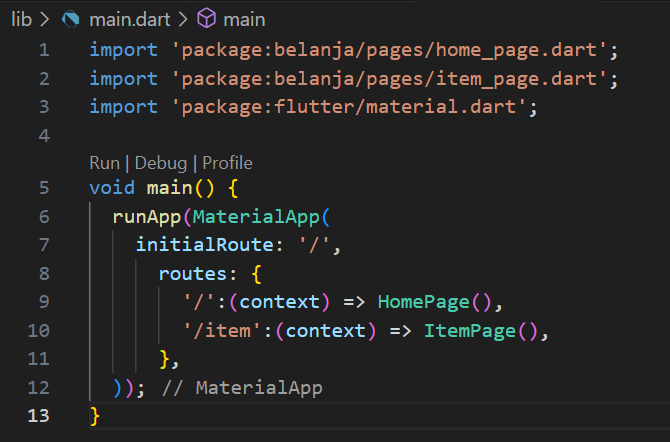 lib > main.dart > main
1 import 'package:belanja/pages/home_page.dart';
2 import 'package:belanja/pages/item_page.dart';
3 import 'package:flutter/material.dart';
4
Run | Debug | Profile
5 void main() {
6   runApp(MaterialApp(
7     initialRoute: '/',
8       routes: {
9         '/':(context) => HomePage(),
10         '/item':(context) => ItemPage(),
11       },
12   )); // MaterialApp
13 }